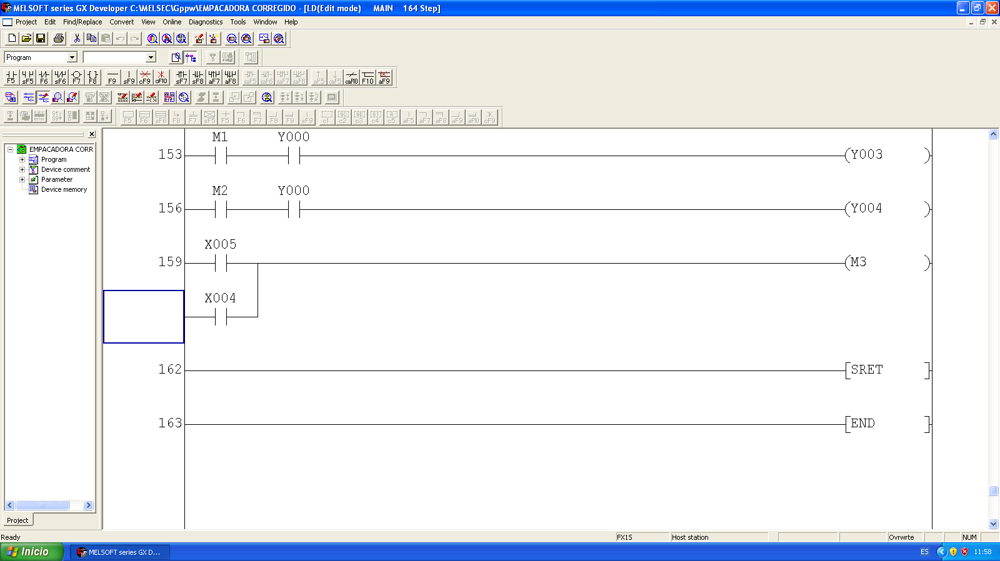 MELSOFT series GX Developer C:\MELSEC\Gppw\EMPACADORA CORREGIDO - [LD(Edit mode)    MAIN    164 Step]
Project Edit Find/Replace Convert View Online Diagnostics Tools Window Help
Program
F5 sF5 F6 sF6 F7 F8 F9 sF9 cF9 cF10 sF7 sF8 aF7 aF8 saF5 saF6 saF7 saF8 aF5 caF5 caF10 F10 aF9
F5 F6 sF6 F8 F7 sF5 F5 F6 F7 F8 F9 sF9 c1 c2 c3 c4 c5 aF5 aF7 aF8 aF9 aF10 cF9
EMPACADORA CORR
Program
Device comment
Parameter
Device memory
Project
M1 Y000
153 (Y003 )
M2 Y000
156 (Y004 )
X005
159 (M3 )
X004
162 [SRET ]
163 [END ]
Ready FX1S Host station Ovrwrte NUM
Inicio MELSOFT series GX D... ES 11:58